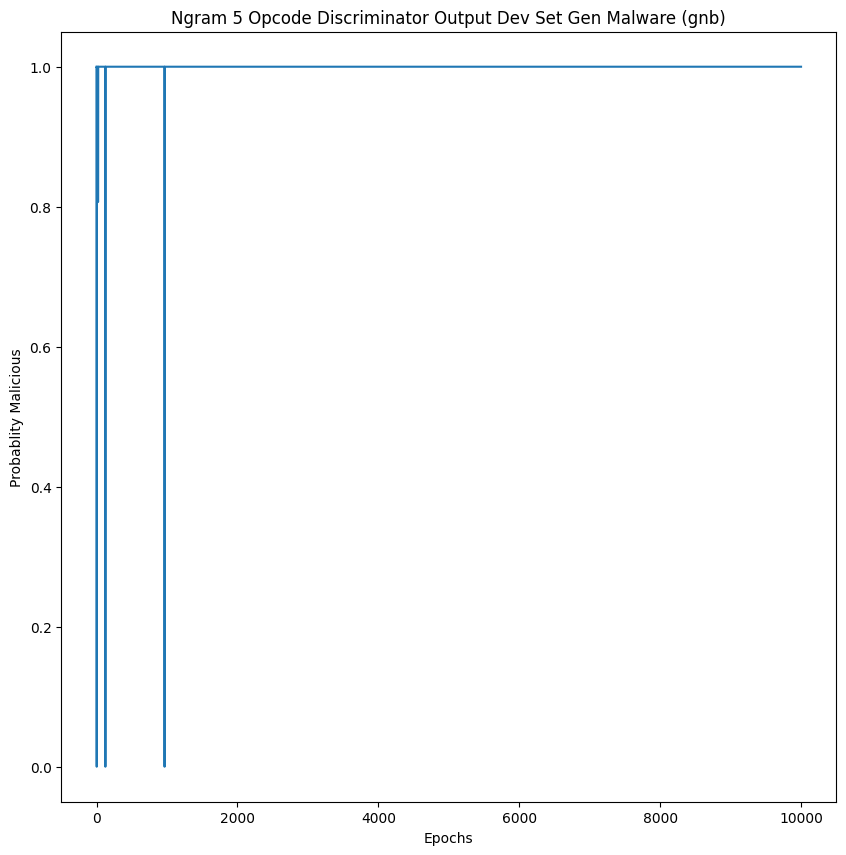 Ngram 5 Opcode Discriminator Output Dev Set Gen Malware (gnb)
1.0
0.8
0.6
0.4
0.2
0.0
Probablity Malicious
0 2000 4000 6000 8000 10000
Epochs